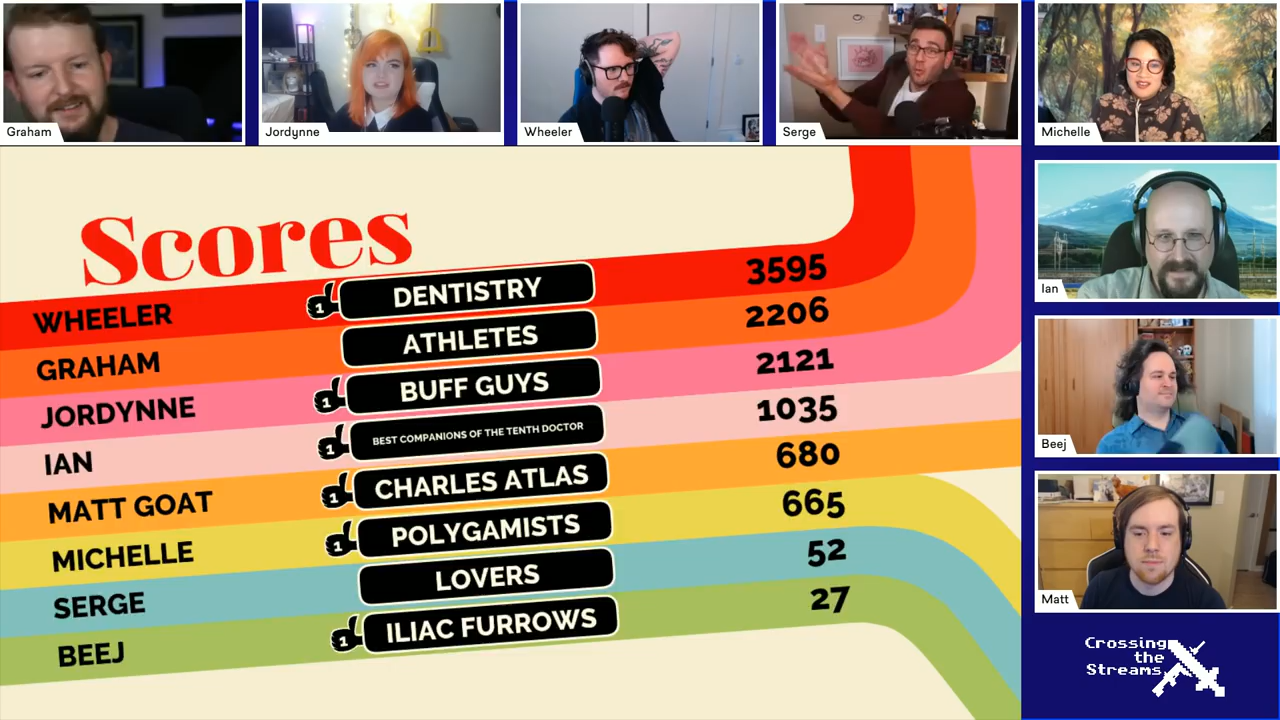 Graham
Jordynne
Wheeler
Serge
Michelle
Scores
WHEELER 1 DENTISTRY 3595
GRAHAM ATHLETES 2206
JORDYNNE 1 BUFF GUYS 2121
IAN 1 BEST COMPANIONS OF THE TENTH DOCTOR 1035
MATT GOAT 1 CHARLES ATLAS 680
MICHELLE 1 POLYGAMISTS 665
SERGE LOVERS 52
BEEJ 1 ILIAC FURROWS 27
Ian
Beej
Matt
Crossing
the
Streams